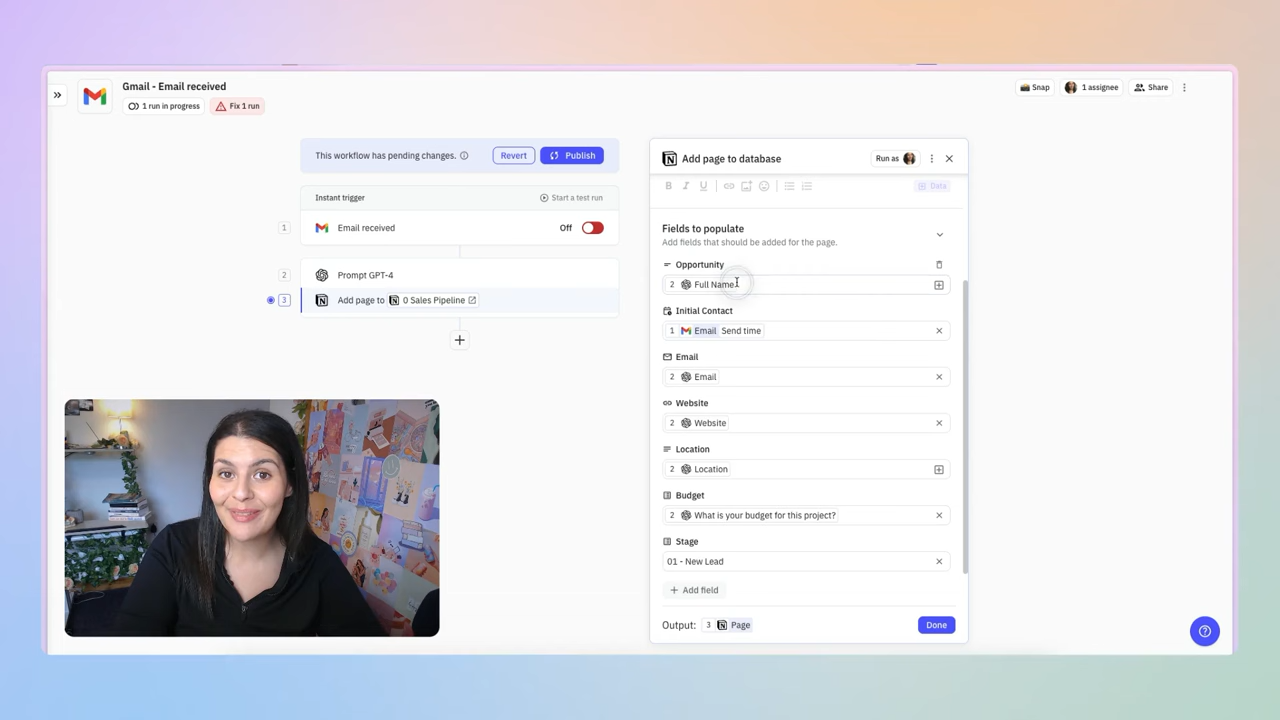 Gmail - Email received
1 run in progress
Fix 1 run
Snap
1 assignee
Share
This workflow has pending changes.
Revert
Publish
Instant trigger
Start a test run
1
Email received
Off
2
Prompt GPT-4
3
Add page to
0 Sales Pipeline
Add page to database
Run as
B I U
Data
Fields to populate
Add fields that should be added for the page.
Opportunity
2 Full Name
Initial Contact
1 Email Send time
Email
2 Email
Website
2 Website
Location
2 Location
Budget
2 What is your budget for this project?
Stage
01 - New Lead
+ Add field
Output: 3 Page
Done